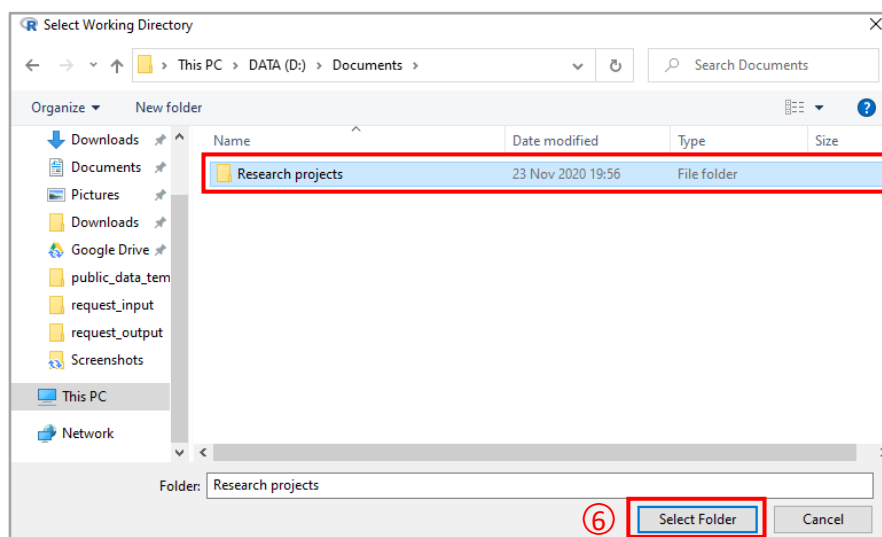 Select Working Directory
This PC > DATA (D:) > Documents >
Search Documents
Organize
New folder
Name
Date modified
Type
Size
Downloads
Documents
Pictures
Downloads
Google Drive
public_data_tem
request_input
request_output
Screenshots
This PC
Network
Research projects
23 Nov 2020 19:56
File folder
Folder:
Research projects
⑥
Select Folder
Cancel